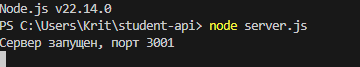 Node.js v22.14.0
PS C:\Users\Krit\student-api> node server.js
Сервер запущен, порт 3001